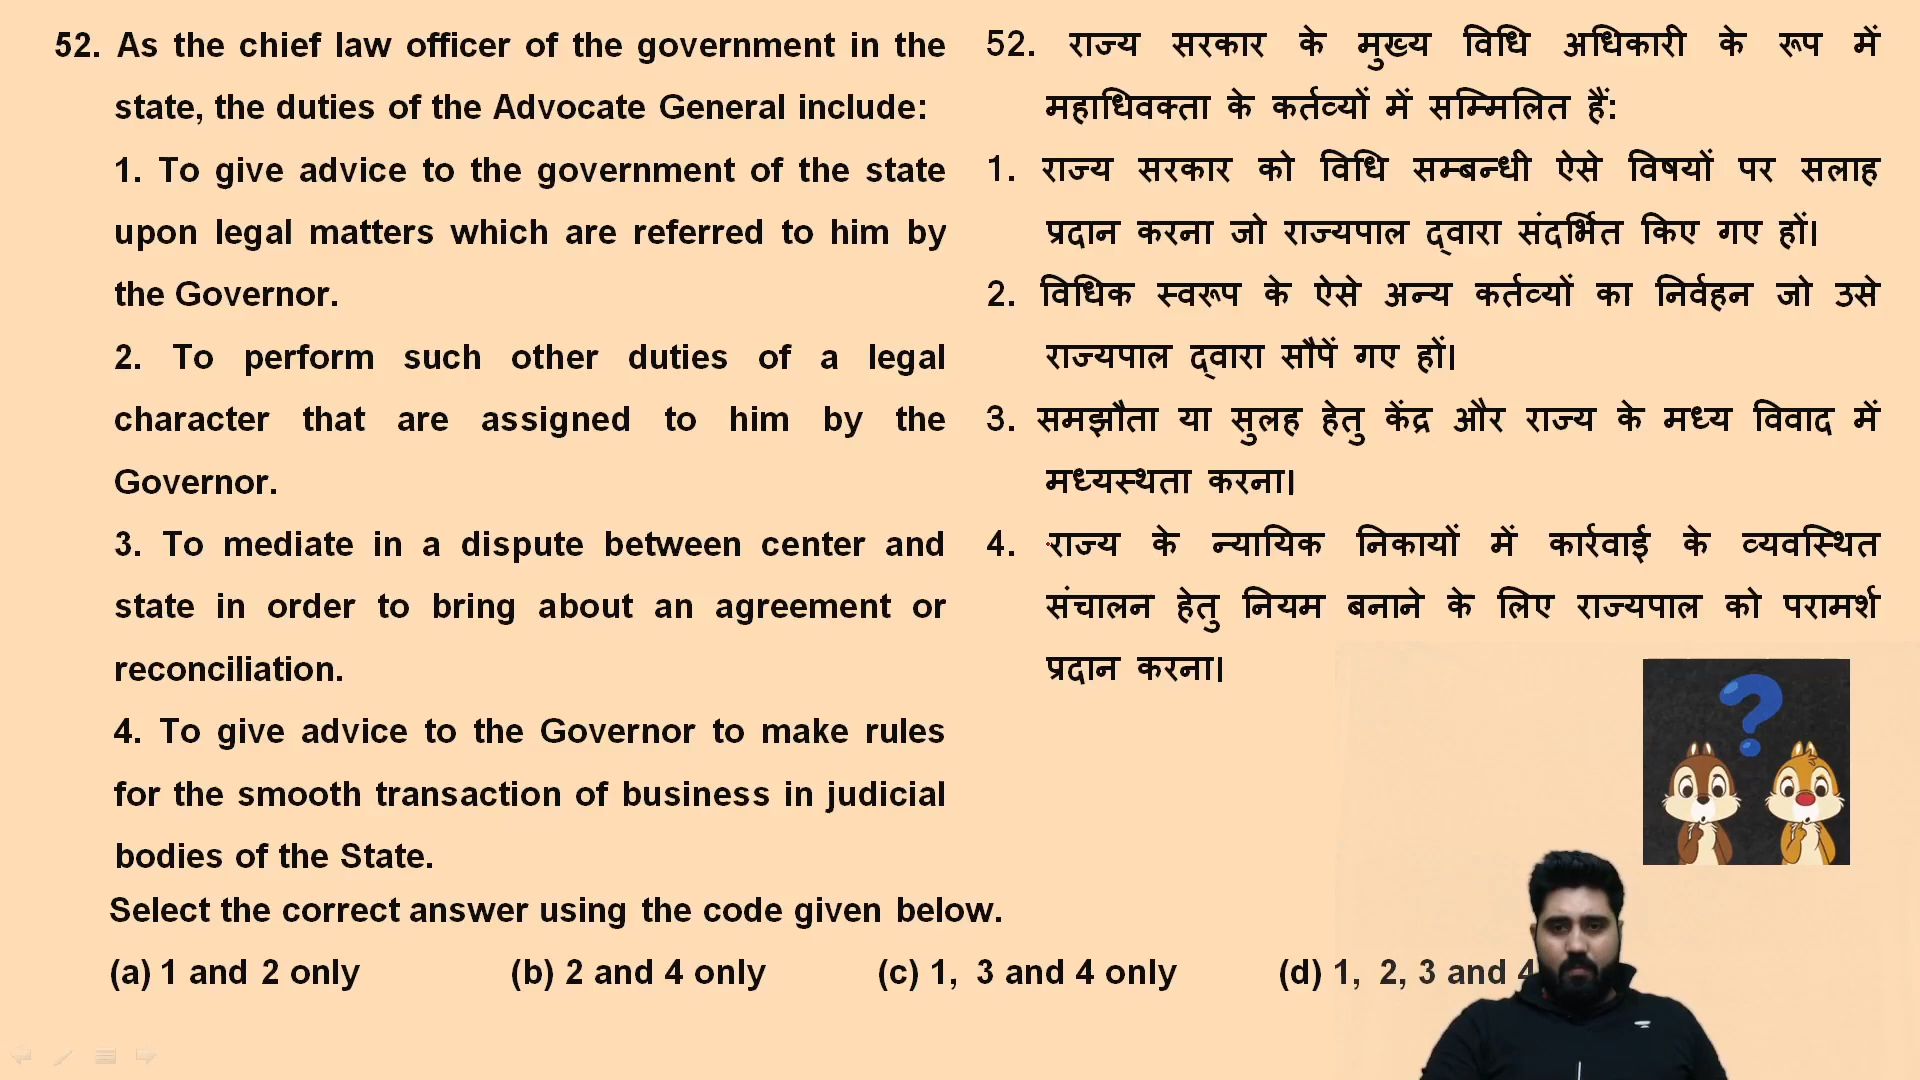 52. As the chief law officer of the government in the
state, the duties of the Advocate General include:
1. To give advice to the government of the state
upon legal matters which are referred to him by
the Governor.
2. To perform such other duties of a legal
character that are assigned to him by the
Governor.
3. To mediate in a dispute between center and
state in order to bring about an agreement or
reconciliation.
4. To give advice to the Governor to make rules
for the smooth transaction of business in judicial
bodies of the State.
Select the correct answer using the code given below.
(a) 1 and 2 only (b) 2 and 4 only (c) 1, 3 and 4 only (d) 1, 2, 3 and 4
52. राज्य सरकार के मुख्य विधि अधिकारी के रूप में
महाधिवक्ता के कर्तव्यों में सम्मिलित हैं:
1. राज्य सरकार को विधि सम्बन्धी ऐसे विषयों पर सलाह
प्रदान करना जो राज्यपाल द्वारा संदर्भित किए गए हों।
2. विधिक स्वरूप के ऐसे अन्य कर्तव्यों का निर्वहन जो उसे
राज्यपाल द्वारा सौपें गए हों।
3. समझौता या सुलह हेतु केंद्र और राज्य के मध्य विवाद में
मध्यस्थता करना।
4. राज्य के न्यायिक निकायों में कार्रवाई के व्यवस्थित
संचालन हेतु नियम बनाने के लिए राज्यपाल को परामर्श
प्रदान करना।